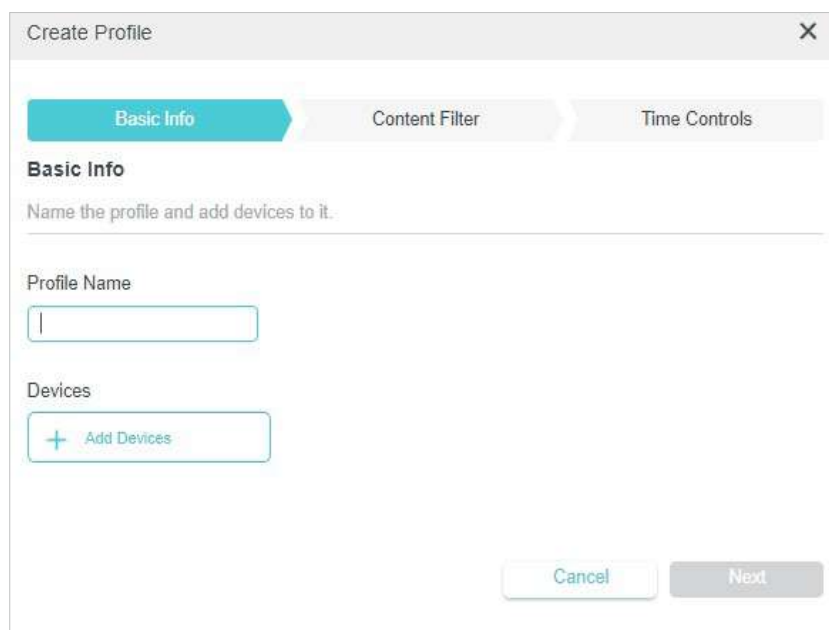 Create Profile
Basic Info
Content Filter
Time Controls
Basic Info
Name the profile and add devices to it.
Profile Name
Devices
Add Devices
Cancel
Next